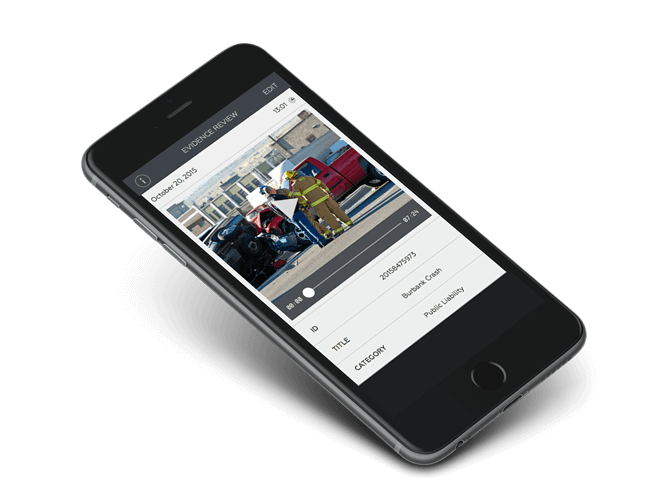 EVIDENCE REVIEW EDIT
October 20, 2015 13:01
00:00 07:24
ID 20158475973
TITLE Burbank Crash
CATEGORY Public Liability